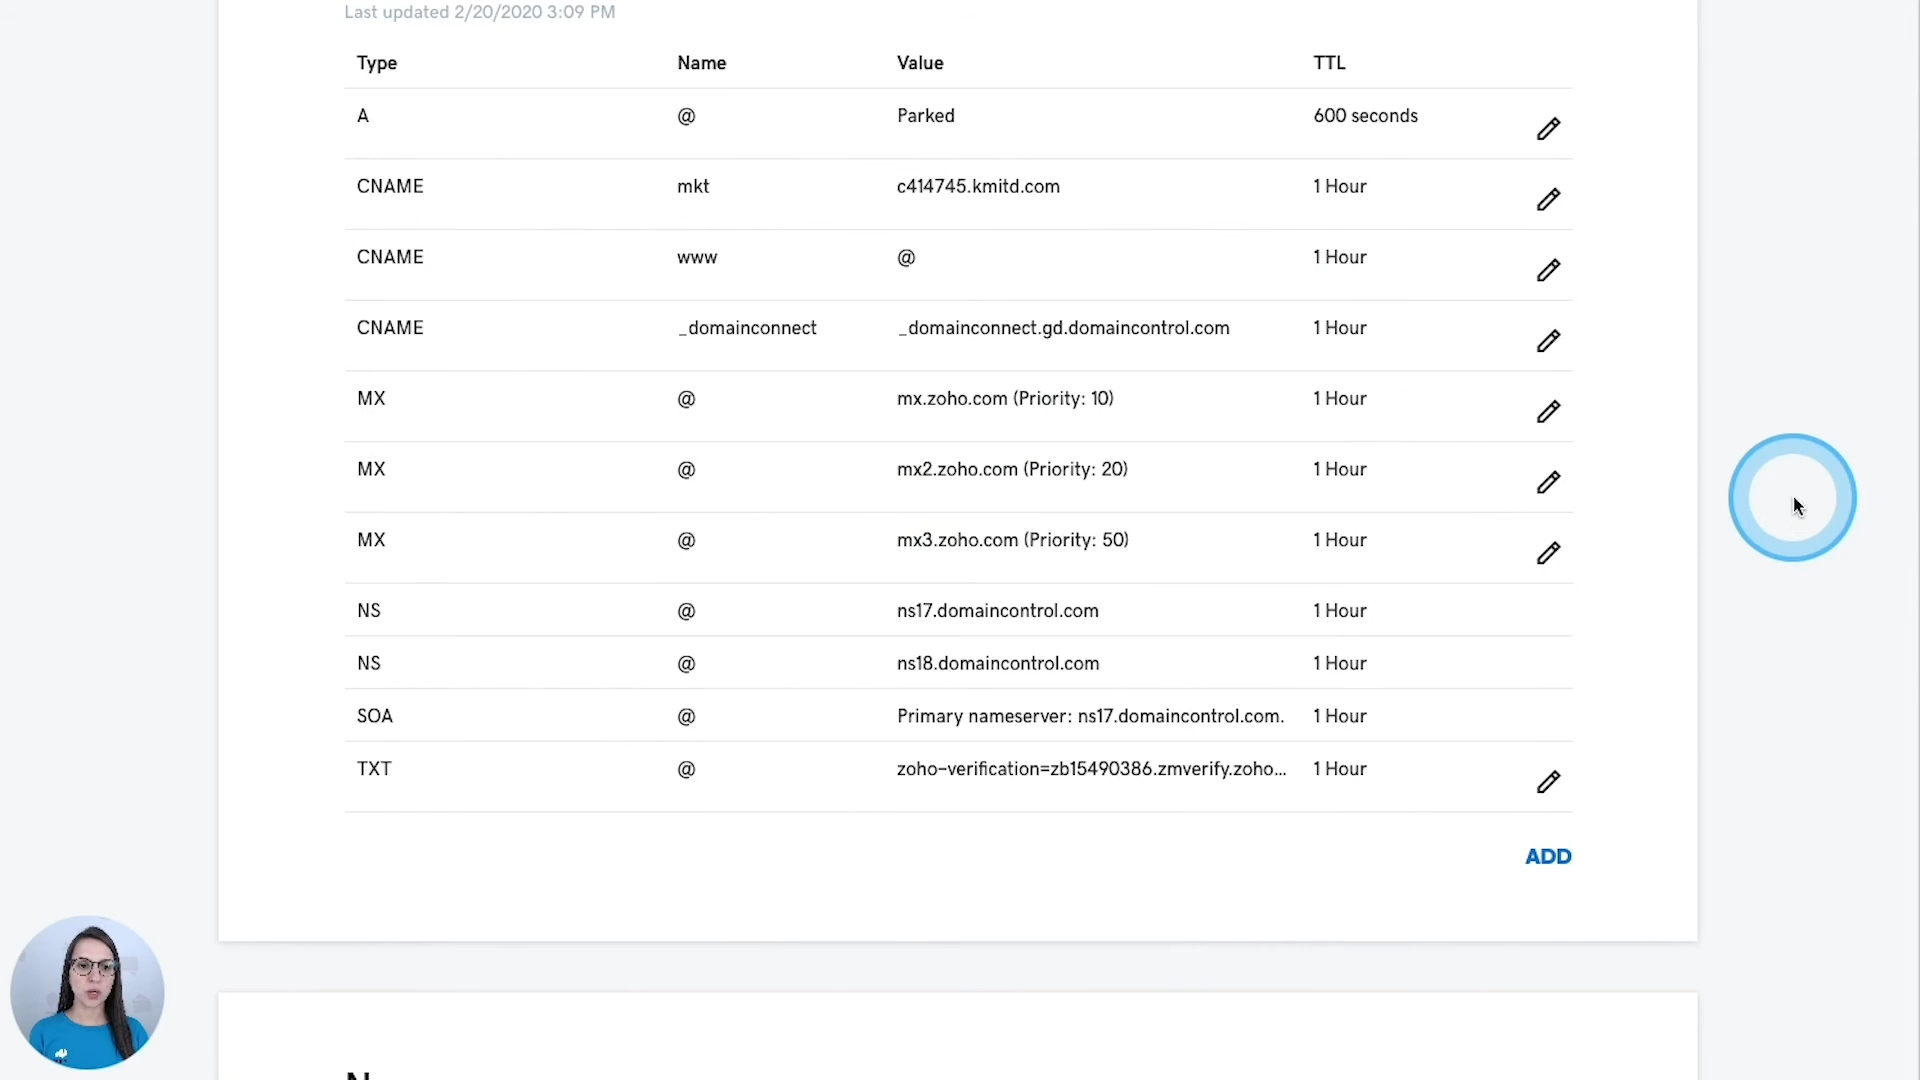 Last updated 2/20/2020 3:09 PM
Type Name Value TTL
A @ Parked 600 seconds
CNAME mkt c414745.kmitd.com 1 Hour
CNAME www @ 1 Hour
CNAME _domainconnect _domainconnect.gd.domaincontrol.com 1 Hour
MX @ mx.zoho.com (Priority: 10) 1 Hour
MX @ mx2.zoho.com (Priority: 20) 1 Hour
MX @ mx3.zoho.com (Priority: 50) 1 Hour
NS @ ns17.domaincontrol.com 1 Hour
NS @ ns18.domaincontrol.com 1 Hour
SOA @ Primary nameserver: ns17.domaincontrol.com. 1 Hour
TXT @ zoho-verification=zb15490386.zmverify.zoho... 1 Hour
ADD